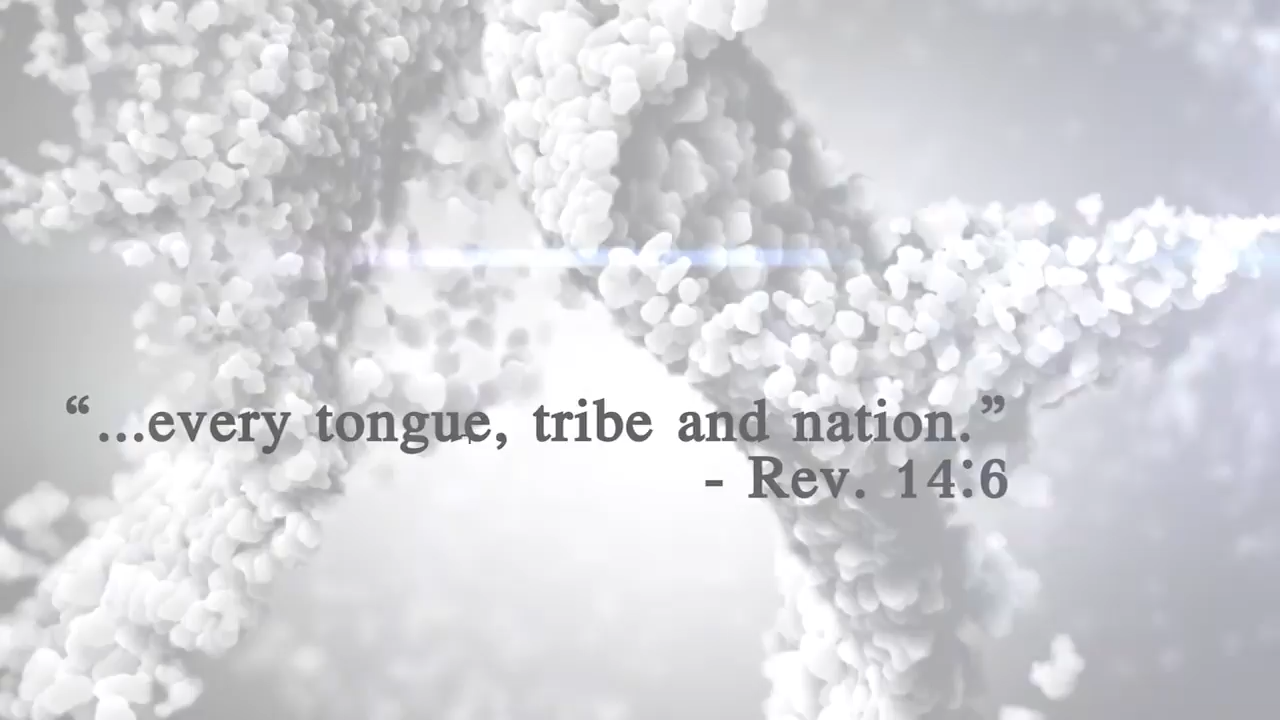 “...every tongue, tribe and nation.”
- Rev. 14:6